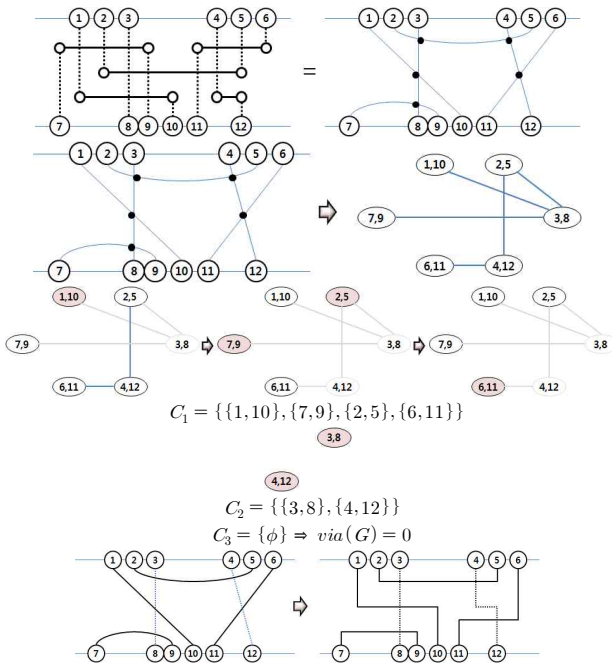 1 2 3 4 5 6 1 2 3 4 5 6
=
7 8 9 10 11 12 7 8 9 10 11 12
1 2 3 4 5 6
1,10 2,5
7,9 3,8
6,11 4,12
7 8 9 10 11 12
1,10 2,5 1,10 2,5 1,10 2,5
7,9 3,8 7,9 3,8 7,9 3,8
6,11 4,12 6,11 4,12 6,11 4,12
C₁ = {{1,10},{7,9},{2,5},{6,11}}
3,8
4,12
C₂ = {{3,8},{4,12}}
C₃ = {ϕ} ⇒ via(G) = 0
1 2 3 4 5 6 1 2 3 4 5 6
7 8 9 10 11 12 7 8 9 10 11 12